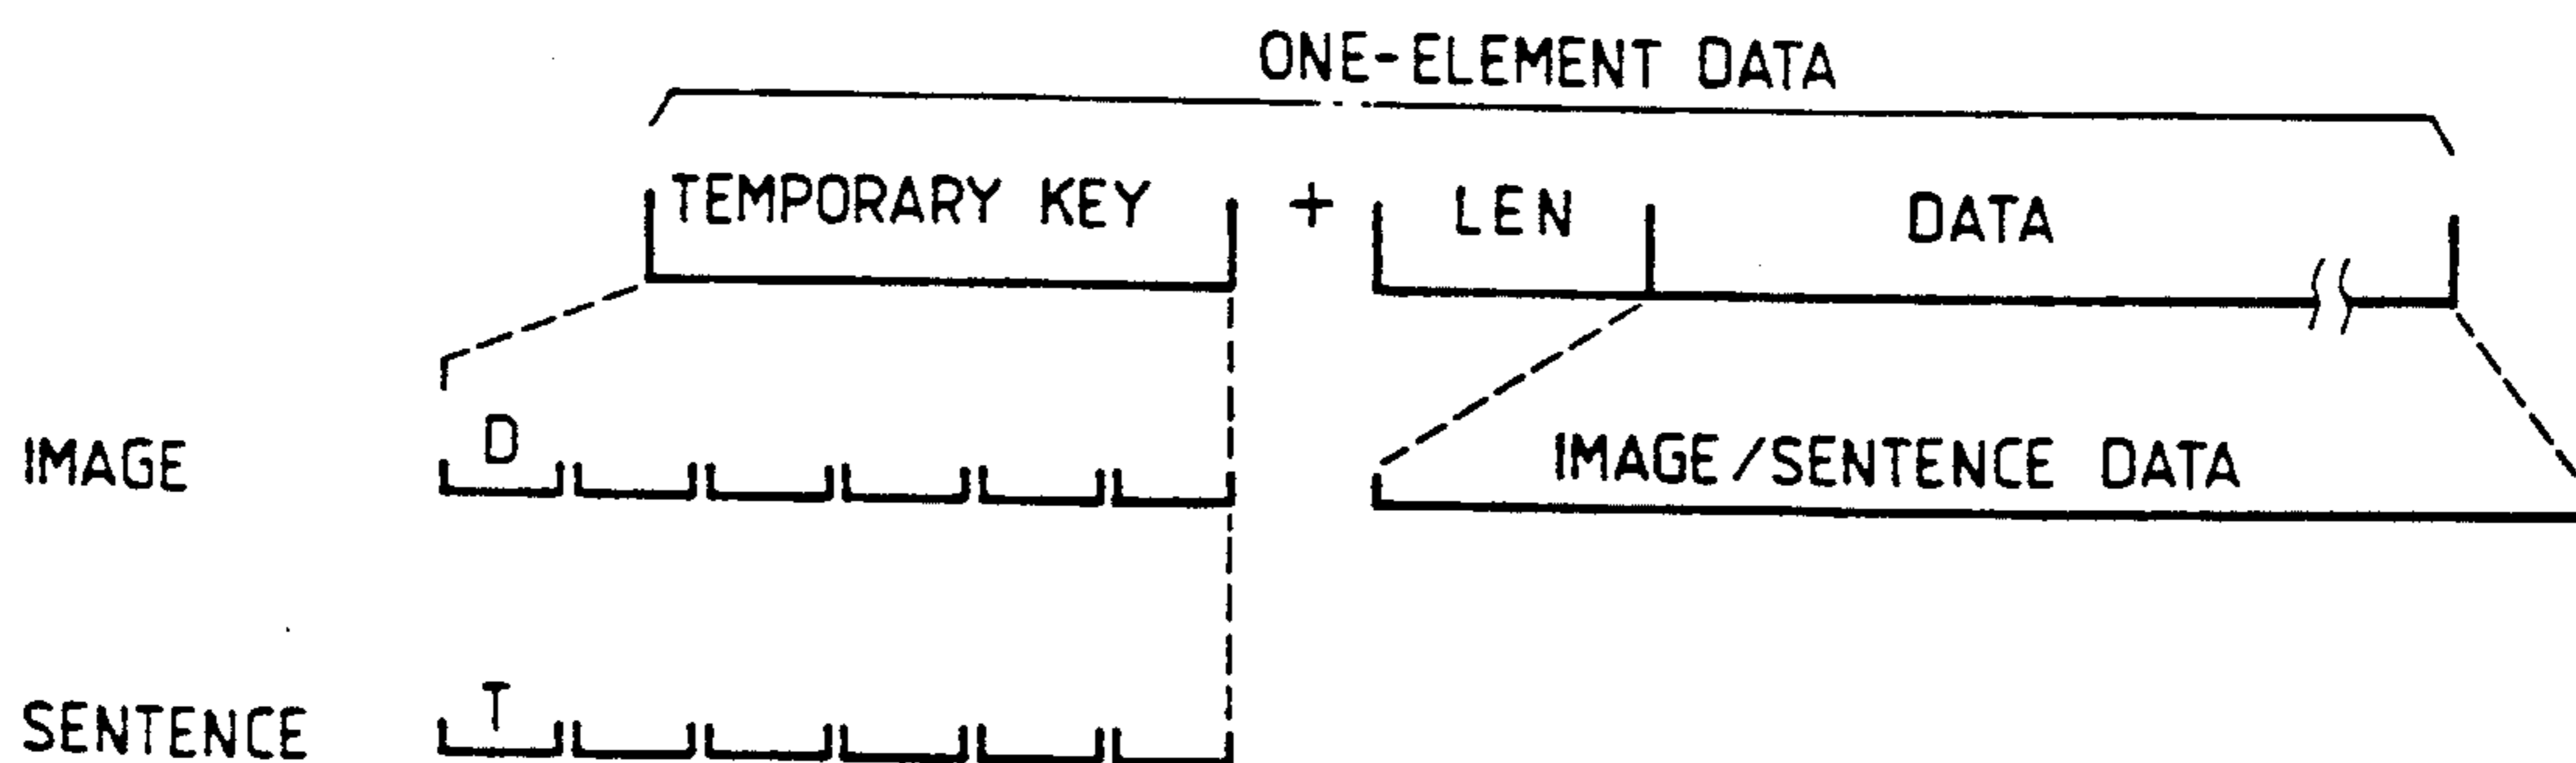 ONE-ELEMENT DATA
TEMPORARY KEY + LEN DATA
IMAGE D IMAGE/SENTENCE DATA
SENTENCE T